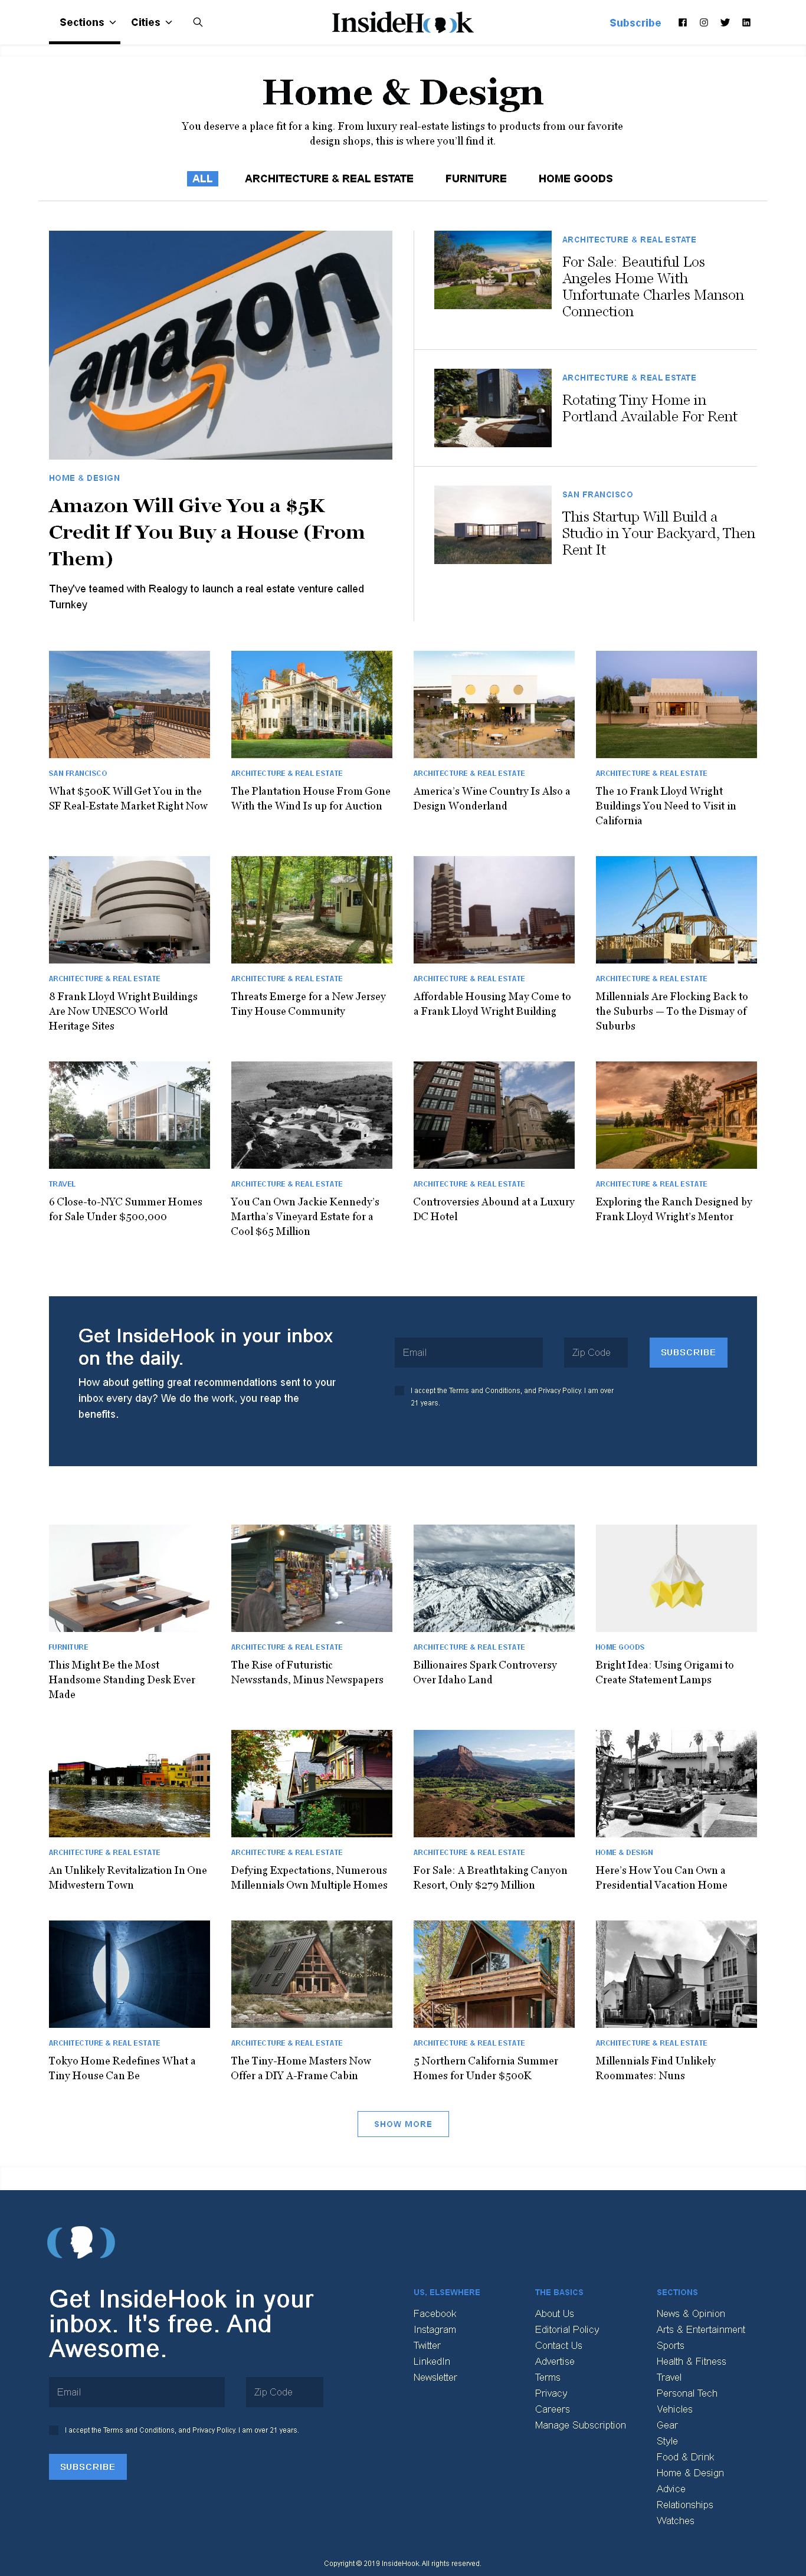 Sections
Cities
InsideHook
Subscribe
Home & Design
You deserve a place fit for a king. From luxury real-estate listings to products from our favorite
design shops, this is where you'll find it.
ALL
ARCHITECTURE & REAL ESTATE
FURNITURE
HOME GOODS
amazon
amazon
HOME & DESIGN
Amazon Will Give You a $5K
Credit If You Buy a House (From
Them)
They've teamed with Realogy to launch a real estate venture called
Turnkey
ARCHITECTURE & REAL ESTATE
For Sale: Beautiful Los
Angeles Home With
Unfortunate Charles Manson
Connection
ARCHITECTURE & REAL ESTATE
Rotating Tiny Home in
Portland Available For Rent
SAN FRANCISCO
This Startup Will Build a
Studio in Your Backyard, Then
Rent It
SAN FRANCISCO
What $500K Will Get You in the
SF Real-Estate Market Right Now
ARCHITECTURE & REAL ESTATE
The Plantation House From Gone
With the Wind Is up for Auction
ARCHITECTURE & REAL ESTATE
America's Wine Country Is Also a
Design Wonderland
ARCHITECTURE & REAL ESTATE
The 10 Frank Lloyd Wright
Buildings You Need to Visit in
California
ARCHITECTURE & REAL ESTATE
8 Frank Lloyd Wright Buildings
Are Now UNESCO World
Heritage Sites
ARCHITECTURE & REAL ESTATE
Threats Emerge for a New Jersey
Tiny House Community
ARCHITECTURE & REAL ESTATE
Affordable Housing May Come to
a Frank Lloyd Wright Building
ARCHITECTURE & REAL ESTATE
Millennials Are Flocking Back to
the Suburbs — To the Dismay of
Suburbs
TRAVEL
6 Close-to-NYC Summer Homes
for Sale Under $500,000
ARCHITECTURE & REAL ESTATE
You Can Own Jackie Kennedy's
Martha's Vineyard Estate for a
Cool $65 Million
ARCHITECTURE & REAL ESTATE
Controversies Abound at a Luxury
DC Hotel
ARCHITECTURE & REAL ESTATE
Exploring the Ranch Designed by
Frank Lloyd Wright's Mentor
Get InsideHook in your inbox
on the daily.
How about getting great recommendations sent to your
inbox every day? We do the work, you reap the
benefits.
Email
Zip Code
SUBSCRIBE
I accept the Terms and Conditions, and Privacy Policy. I am over
21 years.
FURNITURE
This Might Be the Most
Handsome Standing Desk Ever
Made
ARCHITECTURE & REAL ESTATE
The Rise of Futuristic
Newsstands, Minus Newspapers
ARCHITECTURE & REAL ESTATE
Billionaires Spark Controversy
Over Idaho Land
HOME GOODS
Bright Idea: Using Origami to
Create Statement Lamps
ARCHITECTURE & REAL ESTATE
An Unlikely Revitalization In One
Midwestern Town
ARCHITECTURE & REAL ESTATE
Defying Expectations, Numerous
Millennials Own Multiple Homes
ARCHITECTURE & REAL ESTATE
For Sale: A Breathtaking Canyon
Resort, Only $279 Million
HOME & DESIGN
Here's How You Can Own a
Presidential Vacation Home
ARCHITECTURE & REAL ESTATE
Tokyo Home Redefines What a
Tiny House Can Be
ARCHITECTURE & REAL ESTATE
The Tiny-Home Masters Now
Offer a DIY A-Frame Cabin
ARCHITECTURE & REAL ESTATE
5 Northern California Summer
Homes for Under $500K
ARCHITECTURE & REAL ESTATE
Millennials Find Unlikely
Roommates: Nuns
SHOW MORE
Get InsideHook in your
inbox. It's free. And
Awesome.
Email
Zip Code
I accept the Terms and Conditions, and Privacy Policy. I am over 21 years.
SUBSCRIBE
US, ELSEWHERE
Facebook
Instagram
Twitter
LinkedIn
Newsletter
THE BASICS
About Us
Editorial Policy
Contact Us
Advertise
Terms
Privacy
Careers
Manage Subscription
SECTIONS
News & Opinion
Arts & Entertainment
Sports
Health & Fitness
Travel
Personal Tech
Vehicles
Gear
Style
Food & Drink
Home & Design
Advice
Relationships
Watches
Copyright © 2019 InsideHook. All rights reserved.